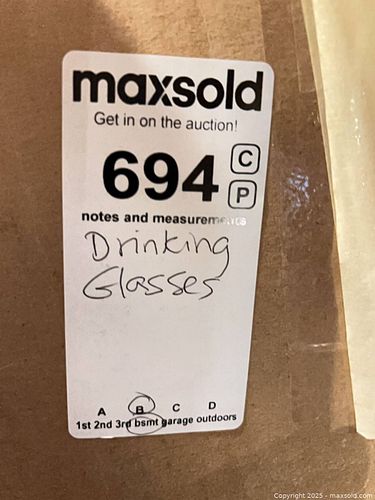 maxsold
Get in on the auction!
694 C
P
notes and measurements
Drinking
Glasses
A B C D
1st 2nd 3rd bsmt garage outdoors
Copyright 2025 - maxsold.com